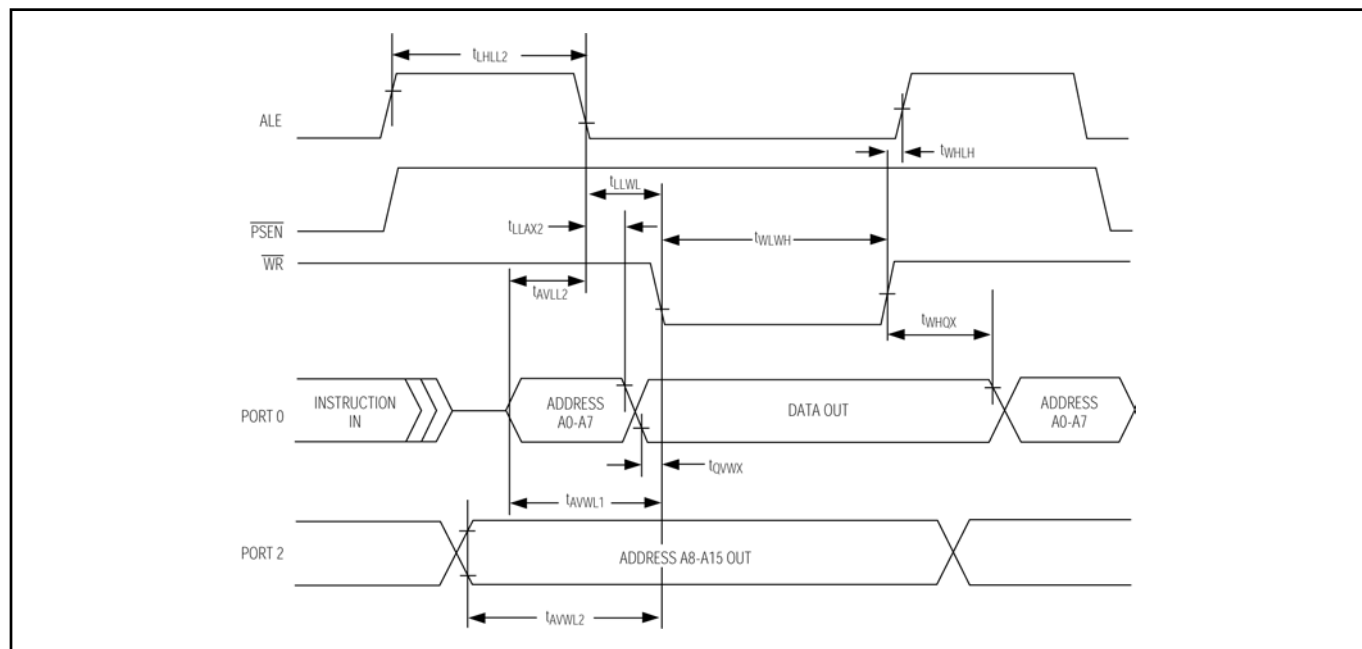 tLHLL2
ALE
tWHLH
tLLWL
tLLAX2
tWLWH
PSEN
WR
tAVLL2
tWHQX
PORT 0
INSTRUCTION
IN
ADDRESS
A0-A7
DATA OUT
ADDRESS
A0-A7
tQVWX
tAVWL1
PORT 2
ADDRESS A8-A15 OUT
tAVWL2